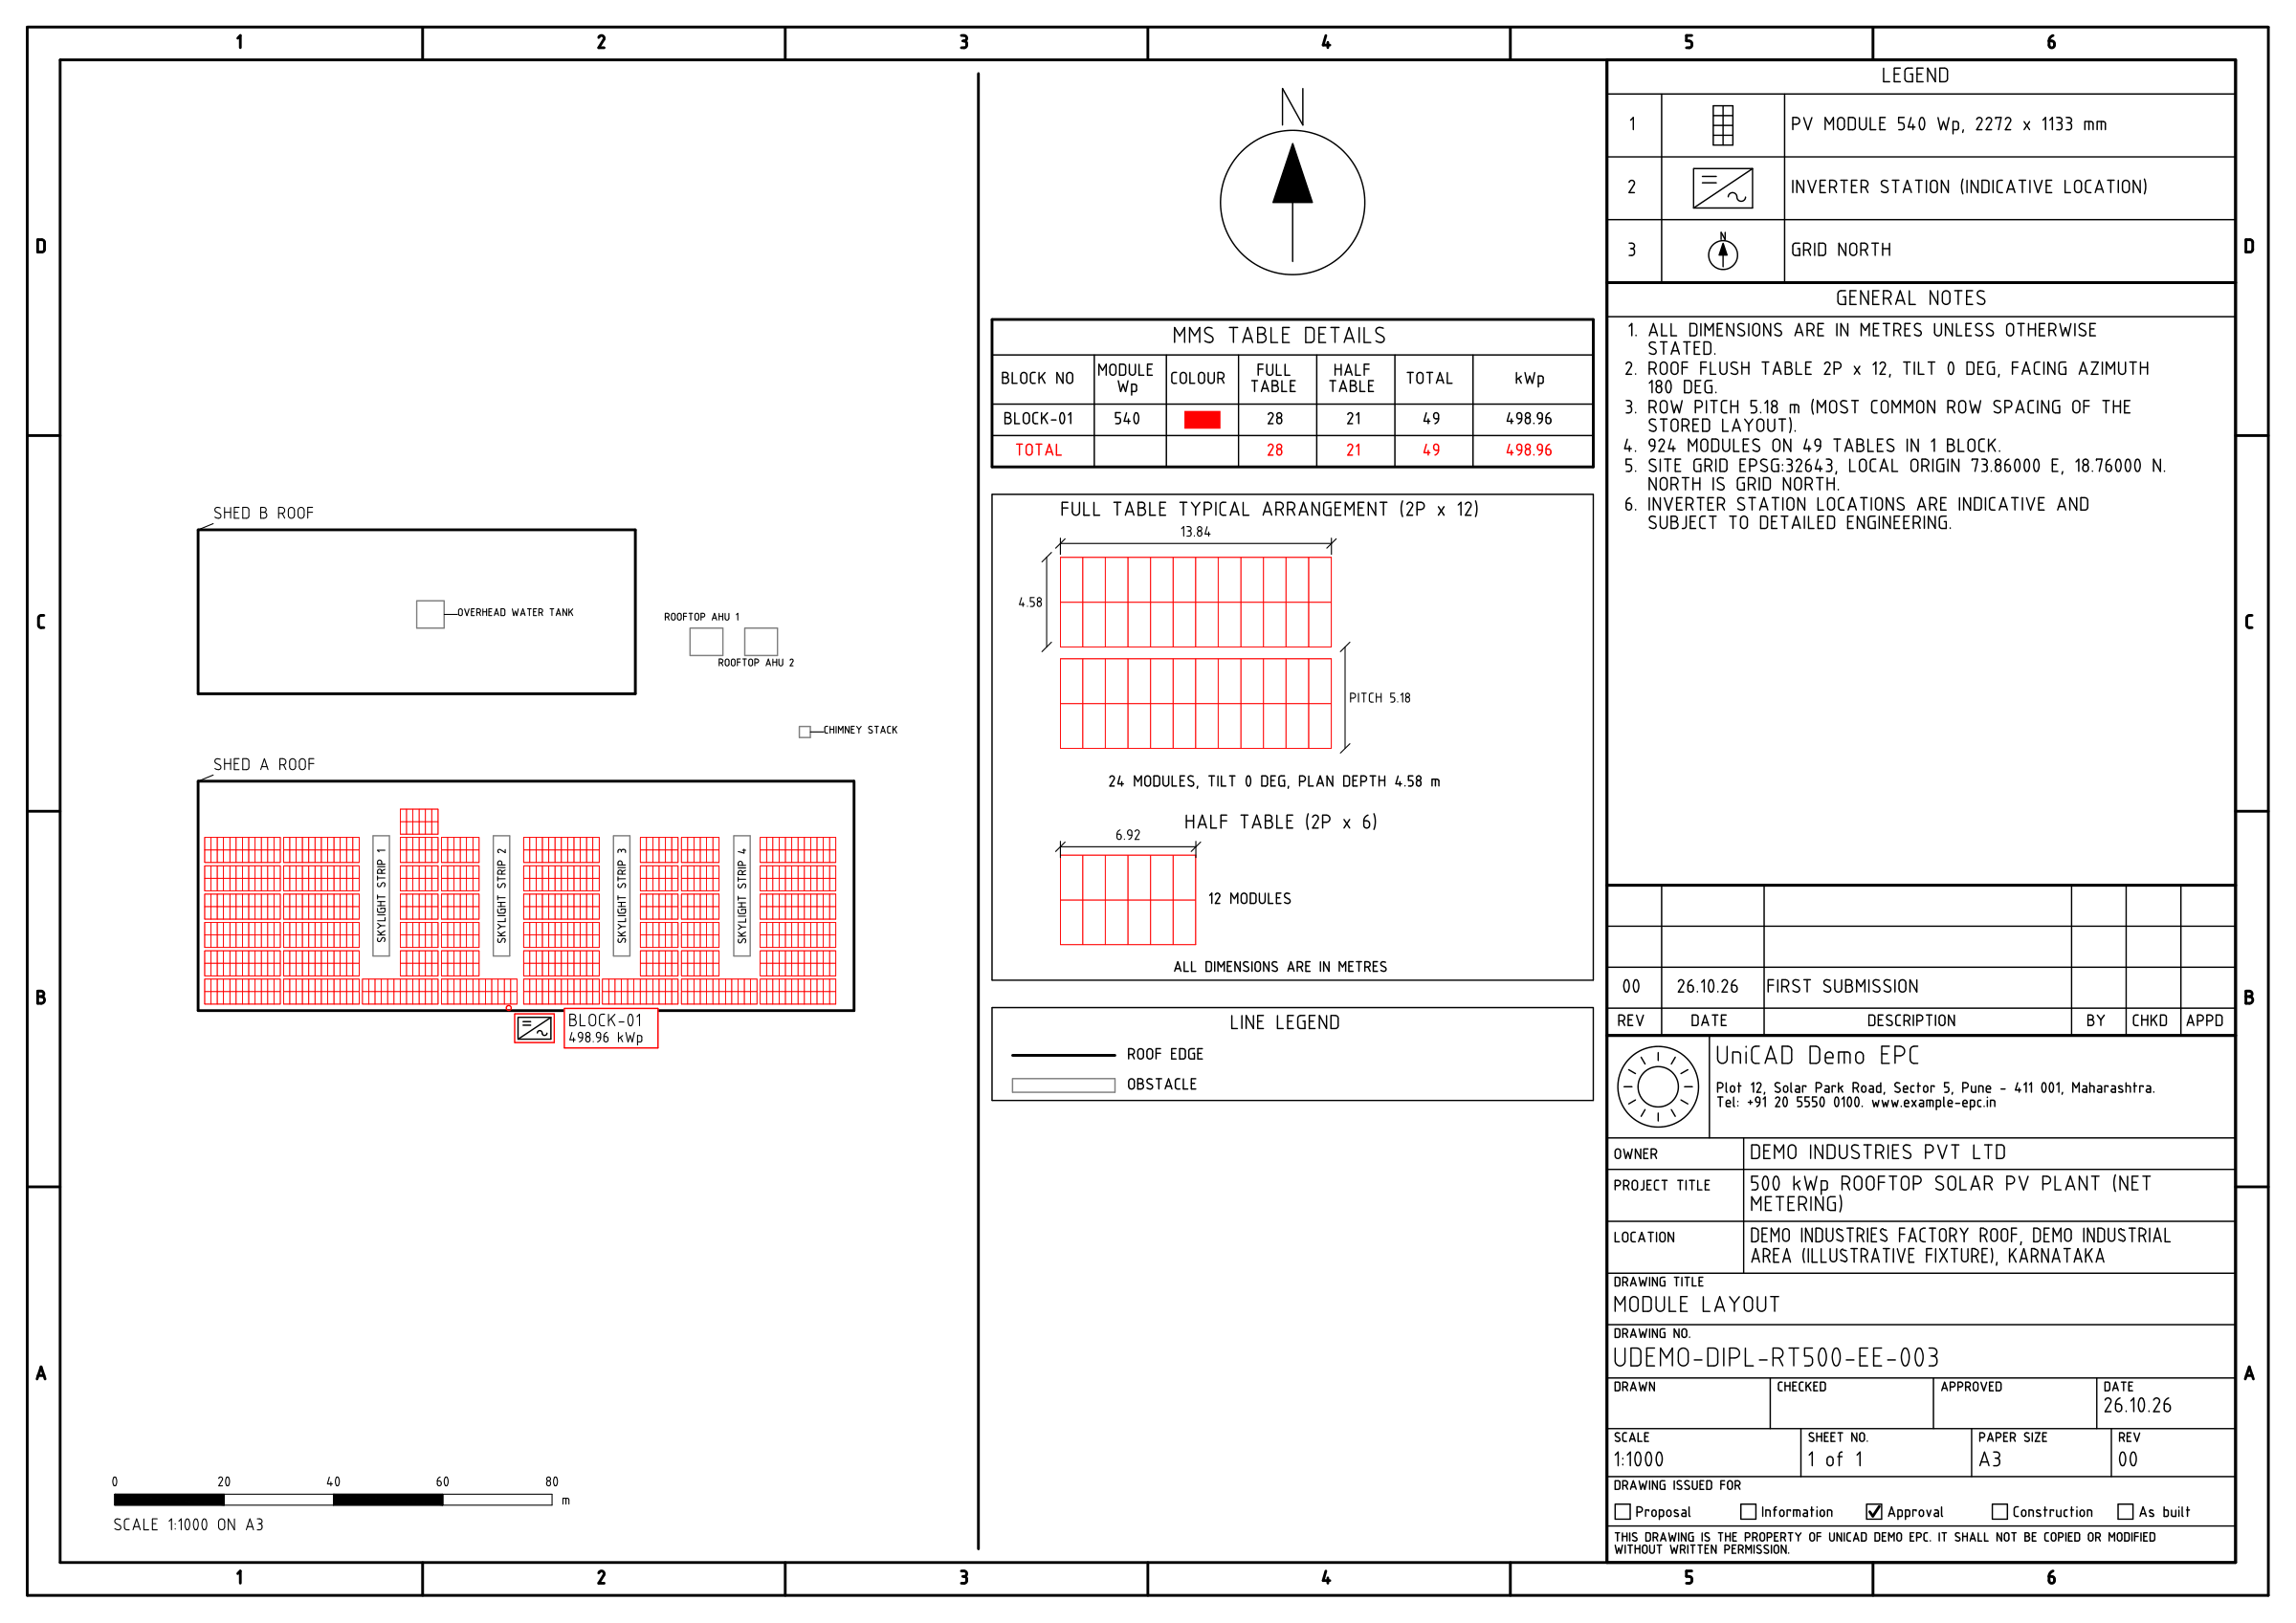 1 2 3 4 5 6
D D
C C
B B
A A
1 2 3 4 5 6
SHED B ROOF
OVERHEAD WATER TANK
ROOFTOP AHU 1
ROOFTOP AHU 2
CHIMNEY STACK
SHED A ROOF
SKYLIGHT STRIP 1
SKYLIGHT STRIP 2
SKYLIGHT STRIP 3
SKYLIGHT STRIP 4
BLOCK-01
498.96 kWp
0 20 40 60 80 m
SCALE 1:1000 ON A3
N
MMS TABLE DETAILS
BLOCK NO MODULE Wp COLOUR FULL TABLE HALF TABLE TOTAL kWp
BLOCK-01 540 28 21 49 498.96
TOTAL 28 21 49 498.96
FULL TABLE TYPICAL ARRANGEMENT (2P x 12)
13.84
4.58
PITCH 5.18
24 MODULES, TILT 0 DEG, PLAN DEPTH 4.58 m
HALF TABLE (2P x 6)
6.92
12 MODULES
ALL DIMENSIONS ARE IN METRES
LINE LEGEND
ROOF EDGE
OBSTACLE
LEGEND
1 PV MODULE 540 Wp, 2272 x 1133 mm
2 INVERTER STATION (INDICATIVE LOCATION)
3 N GRID NORTH
GENERAL NOTES
1. ALL DIMENSIONS ARE IN METRES UNLESS OTHERWISE
STATED.
2. ROOF FLUSH TABLE 2P x 12, TILT 0 DEG, FACING AZIMUTH
180 DEG.
3. ROW PITCH 5.18 m (MOST COMMON ROW SPACING OF THE
STORED LAYOUT).
4. 924 MODULES ON 49 TABLES IN 1 BLOCK.
5. SITE GRID EPSG:32643, LOCAL ORIGIN 73.86000 E, 18.76000 N.
NORTH IS GRID NORTH.
6. INVERTER STATION LOCATIONS ARE INDICATIVE AND
SUBJECT TO DETAILED ENGINEERING.
00 26.10.26 FIRST SUBMISSION
REV DATE DESCRIPTION BY CHKD APPD
UniCAD Demo EPC
Plot 12, Solar Park Road, Sector 5, Pune - 411 001, Maharashtra.
Tel: +91 20 5550 0100. www.example-epc.in
OWNER DEMO INDUSTRIES PVT LTD
PROJECT TITLE 500 kWp ROOFTOP SOLAR PV PLANT (NET
METERING)
LOCATION DEMO INDUSTRIES FACTORY ROOF, DEMO INDUSTRIAL
AREA (ILLUSTRATIVE FIXTURE), KARNATAKA
DRAWING TITLE
MODULE LAYOUT
DRAWING NO.
UDEMO-DIPL-RT500-EE-003
DRAWN CHECKED APPROVED DATE
26.10.26
SCALE SHEET NO. PAPER SIZE REV
1:1000 1 of 1 A3 00
DRAWING ISSUED FOR
Proposal Information Approval Construction As built
THIS DRAWING IS THE PROPERTY OF UNICAD DEMO EPC. IT SHALL NOT BE COPIED OR MODIFIED
WITHOUT WRITTEN PERMISSION.